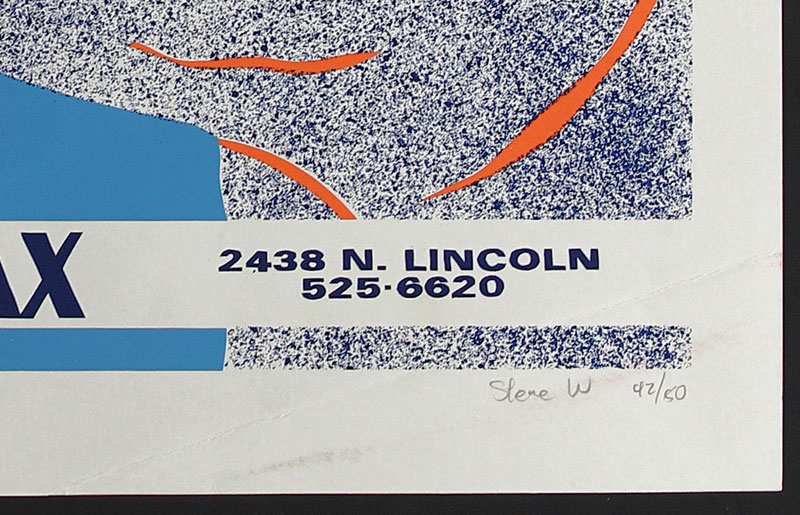 AX
2438 N. LINCOLN
525·6620
Steve W 42/50